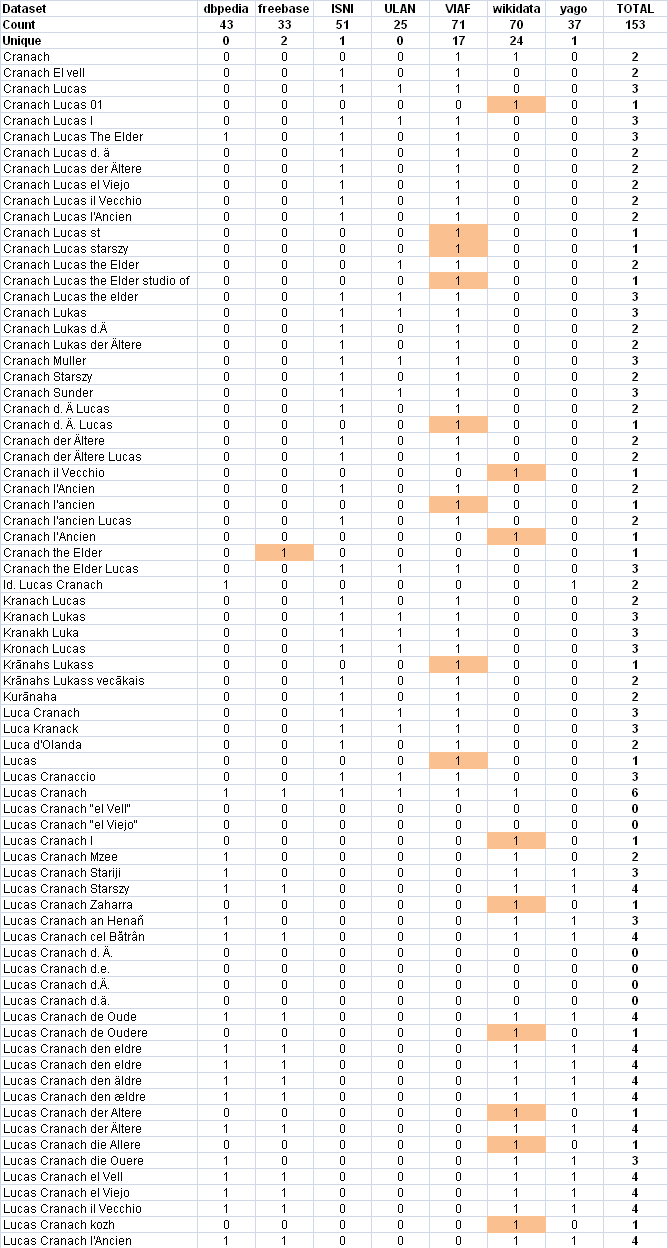 Dataset dbpedia freebase ISNI ULAN VIAF wikidata yago TOTAL
Count 43 33 51 25 71 70 37 153
Unique 0 2 1 0 17 24 1
Cranach 0 0 0 0 1 1 0 2
Cranach El vell 0 0 1 0 1 0 0 2
Cranach Lucas 0 0 1 1 1 0 0 3
Cranach Lucas 01 0 0 0 0 0 1 0 1
Cranach Lucas I 0 0 1 1 1 0 0 3
Cranach Lucas The Elder 1 0 1 0 1 0 0 3
Cranach Lucas d. ä 0 0 1 0 1 0 0 2
Cranach Lucas der Ältere 0 0 1 0 1 0 0 2
Cranach Lucas el Viejo 0 0 1 0 1 0 0 2
Cranach Lucas il Vecchio 0 0 1 0 1 0 0 2
Cranach Lucas l'Ancien 0 0 1 0 1 0 0 2
Cranach Lucas st 0 0 0 0 1 0 0 1
Cranach Lucas starszy 0 0 0 0 1 0 0 1
Cranach Lucas the Elder 0 0 0 1 1 0 0 2
Cranach Lucas the Elder studio of 0 0 0 0 1 0 0 1
Cranach Lucas the elder 0 0 1 1 1 0 0 3
Cranach Lukas 0 0 1 1 1 0 0 3
Cranach Lukas d.Ä 0 0 1 0 1 0 0 2
Cranach Lukas der Ältere 0 0 1 0 1 0 0 2
Cranach Muller 0 0 1 1 1 0 0 3
Cranach Starszy 0 0 1 0 1 0 0 2
Cranach Sunder 0 0 1 1 1 0 0 3
Cranach d. Ä Lucas 0 0 1 0 1 0 0 2
Cranach d. Ä. Lucas 0 0 0 0 1 0 0 1
Cranach der Ältere 0 0 1 0 1 0 0 2
Cranach der Ältere Lucas 0 0 1 0 1 0 0 2
Cranach il Vecchio 0 0 0 0 0 1 0 1
Cranach l'Ancien 0 0 1 0 1 0 0 2
Cranach l'ancien 0 0 0 0 1 0 0 1
Cranach l'ancien Lucas 0 0 1 0 1 0 0 2
Cranach l'Ancien 0 0 0 0 0 1 0 1
Cranach the Elder 0 1 0 0 0 0 0 1
Cranach the Elder Lucas 0 0 1 1 1 0 0 3
Id. Lucas Cranach 1 0 0 0 0 0 1 2
Kranach Lucas 0 0 1 0 1 0 0 2
Kranach Lukas 0 0 1 1 1 0 0 3
Kranakh Luka 0 0 1 1 1 0 0 3
Kronach Lucas 0 0 1 1 1 0 0 3
Krānahs Lukass 0 0 0 0 1 0 0 1
Krānahs Lukass vecākais 0 0 1 0 1 0 0 2
Kurānaha 0 0 1 0 1 0 0 2
Luca Cranach 0 0 1 1 1 0 0 3
Luca Kranack 0 0 1 1 1 0 0 3
Luca d'Olanda 0 0 1 0 1 0 0 2
Lucas 0 0 0 0 1 0 0 1
Lucas Cranaccio 0 0 1 1 1 0 0 3
Lucas Cranach 1 1 1 1 1 1 0 6
Lucas Cranach "el Vell" 0 0 0 0 0 0 0 0
Lucas Cranach "el Viejo" 0 0 0 0 0 0 0 0
Lucas Cranach I 0 0 0 0 0 1 0 1
Lucas Cranach Mzee 1 0 0 0 0 1 0 2
Lucas Cranach Stariji 1 0 0 0 0 1 1 3
Lucas Cranach Starszy 1 1 0 0 0 1 1 4
Lucas Cranach Zaharra 0 0 0 0 0 1 0 1
Lucas Cranach an Henañ 1 0 0 0 0 1 1 3
Lucas Cranach cel Bătrân 1 1 0 0 0 1 1 4
Lucas Cranach d. Ä. 0 0 0 0 0 0 0 0
Lucas Cranach d.e. 0 0 0 0 0 0 0 0
Lucas Cranach d.Ä. 0 0 0 0 0 0 0 0
Lucas Cranach d.ä. 0 0 0 0 0 0 0 0
Lucas Cranach de Oude 1 1 0 0 0 1 1 4
Lucas Cranach de Oudere 0 0 0 0 0 1 0 1
Lucas Cranach den eldre 1 1 0 0 0 1 1 4
Lucas Cranach den eldre 1 1 0 0 0 1 1 4
Lucas Cranach den äldre 1 1 0 0 0 1 1 4
Lucas Cranach den ældre 1 1 0 0 0 1 1 4
Lucas Cranach der Altere 0 0 0 0 0 1 0 1
Lucas Cranach der Ältere 1 1 0 0 0 1 1 4
Lucas Cranach die Allere 0 0 0 0 0 1 0 1
Lucas Cranach die Ouere 1 0 0 0 0 1 1 3
Lucas Cranach el Vell 1 1 0 0 0 1 1 4
Lucas Cranach el Viejo 1 1 0 0 0 1 1 4
Lucas Cranach il Vecchio 1 1 0 0 0 1 1 4
Lucas Cranach kozh 0 0 0 0 0 1 0 1
Lucas Cranach l'Ancien 1 1 0 0 0 1 1 4